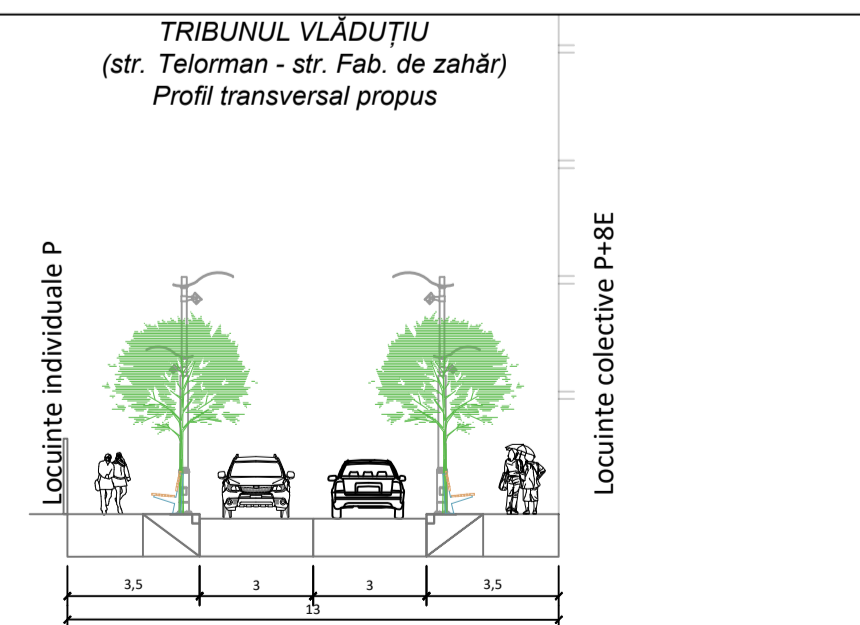 TRIBUNUL VLĂDUȚIU
(str. Telorman - str. Fab. de zahăr)
Profil transversal propus
Locuinte individuale P
Locuinte colective P+8E
3,5
3
3
3,5
13